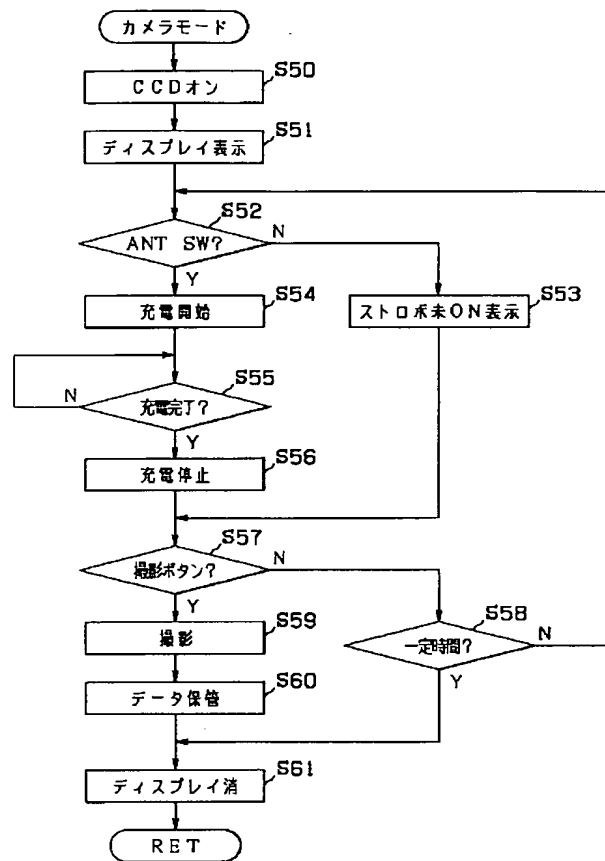 カメラモード
S50
CCDオン
S51
ディスプレイ表示
S52
ANT SW?
N
Y
S54
充電開始
S53
ストロボ未ON表示
S55
充電完了?
N
Y
S56
充電停止
S57
撮影ボタン?
N
Y
S58
一定時間?
N
Y
S59
撮影
S60
データ保管
S61
ディスプレイ消
RET